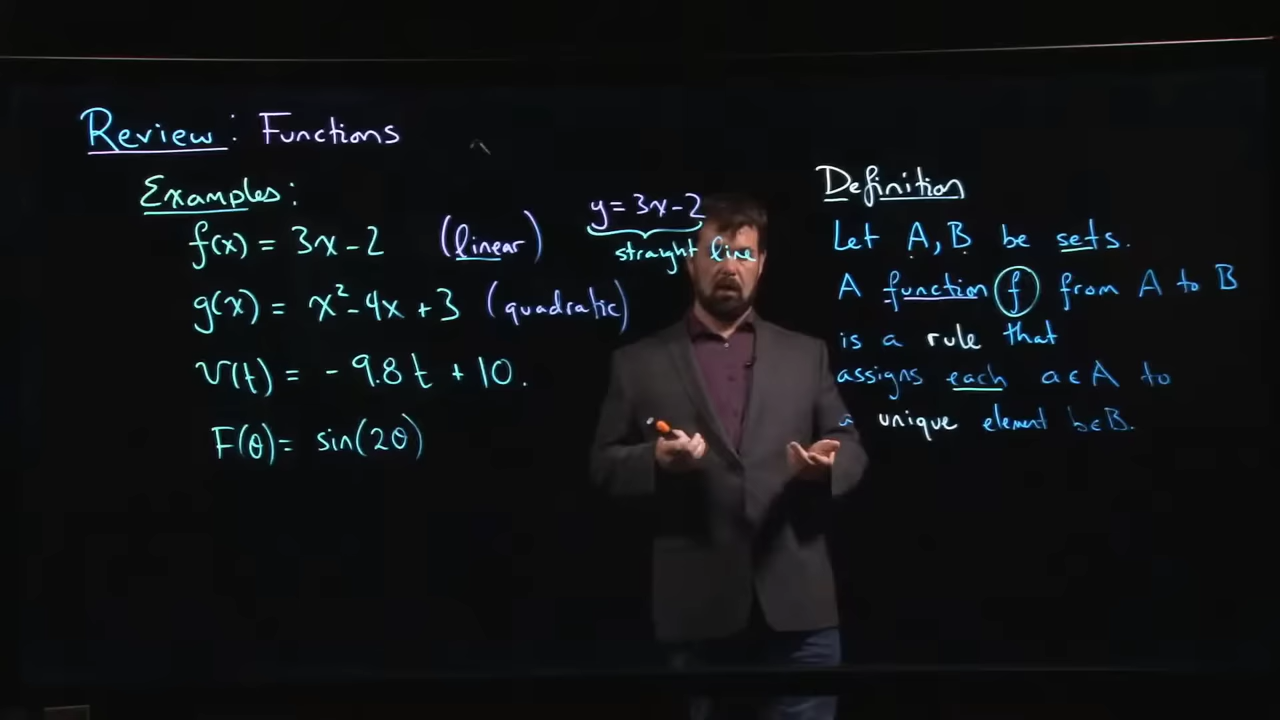 Review: Functions
Examples:
f(x) = 3x - 2 (linear)
y = 3x - 2
straight line
g(x) = x² - 4x + 3 (quadratic)
v(t) = - 9.8 t + 10.
F(θ) = sin(2θ)
Definition
Let A, B be sets.
A function f from A to B
is a rule that
assigns each a ∈ A to
a unique element b ∈ B.